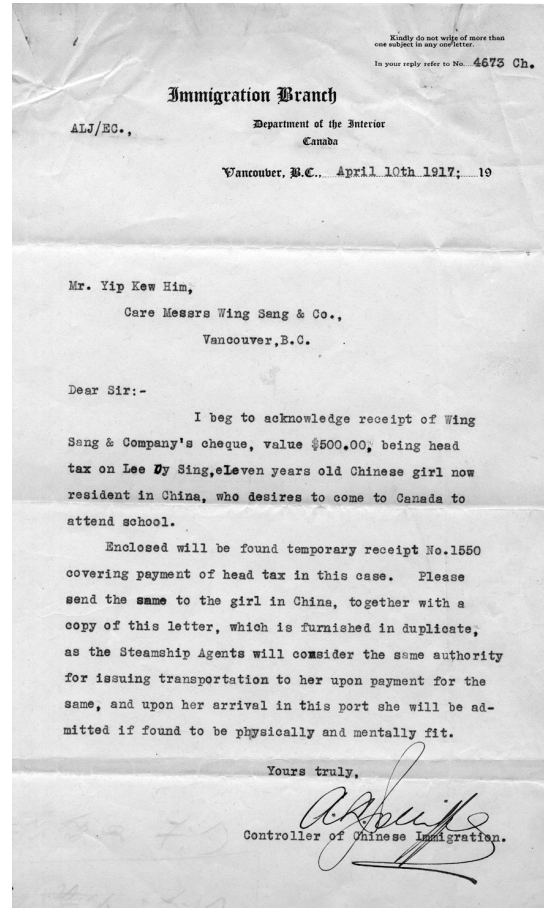 Kindly do not write of more than
one subject in any one letter.
In your reply refer to No. 4673 Ch.
Immigration Branch
ALJ/EC.,
Department of the Interior
Canada
Vancouver, B.C., April 10th 1917; 19
Mr. Yip Kew Him,
Care Messrs Wing Sang & Co.,
Vancouver,B.C.
Dear Sir:-
I beg to acknowledge receipt of Wing
Sang & Company's cheque, value $500.00, being head
tax on Lee Dy Sing,eleven years old Chinese girl now
resident in China, who desires to come to Canada to
attend school.
Enclosed will be found temporary receipt No.1550
covering payment of head tax in this case. Please
send the same to the girl in China, together with a
copy of this letter, which is furnished in duplicate,
as the Steamship Agents will consider the same authority
for issuing transportation to her upon payment for the
same, and upon her arrival in this port she will be ad-
mitted if found to be physically and mentally fit.
Yours truly,
Controller of Chinese Immigration.